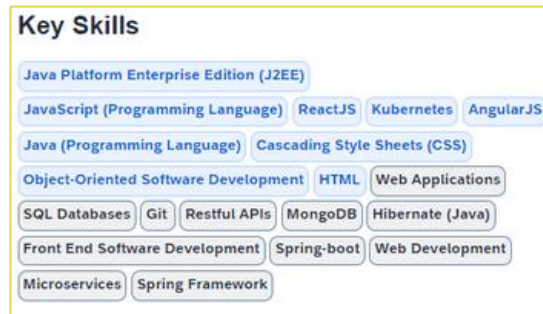 Key Skills
Java Platform Enterprise Edition (J2EE)
JavaScript (Programming Language) ReactJS Kubernetes AngularJS
Java (Programming Language) Cascading Style Sheets (CSS)
Object-Oriented Software Development HTML Web Applications
SQL Databases Git Restful APIs MongoDB Hibernate (Java)
Front End Software Development Spring-boot Web Development
Microservices Spring Framework